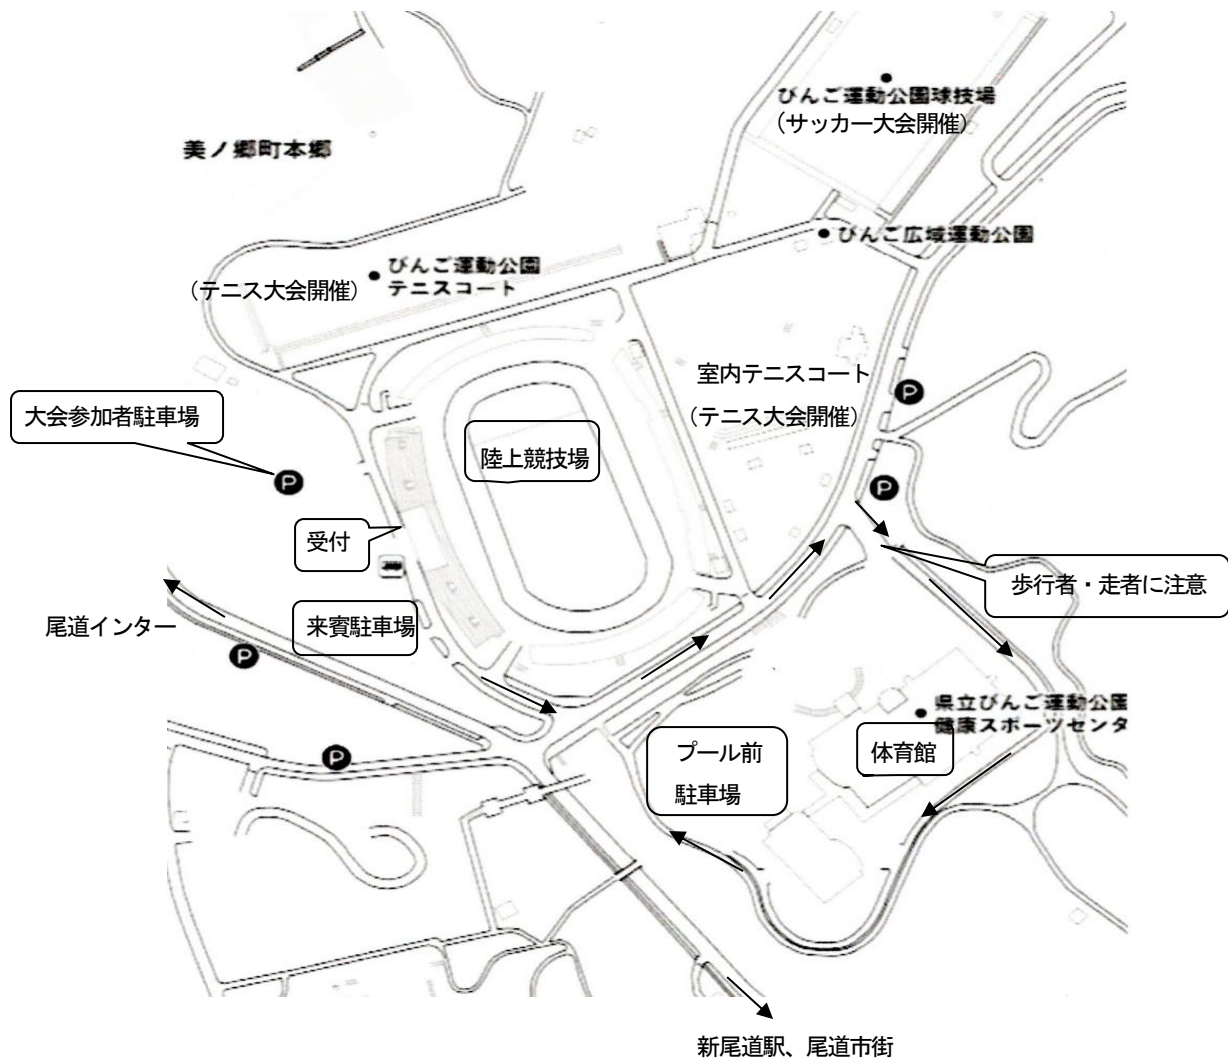 びんご運動公園球技場
（サッカー大会開催）
美ノ郷町本郷
びんご広域運動公園
びんご運動公園
テニスコート
（テニス大会開催）
室内テニスコート
（テニス大会開催）
P
大会参加者駐車場
陸上競技場
P
P
受付
歩行者・走者に注意
尾道インター
来賓駐車場
P
県立びんご運動公園
健康スポーツセンタ
プール前
駐車場
体育館
P
新尾道駅、尾道市街